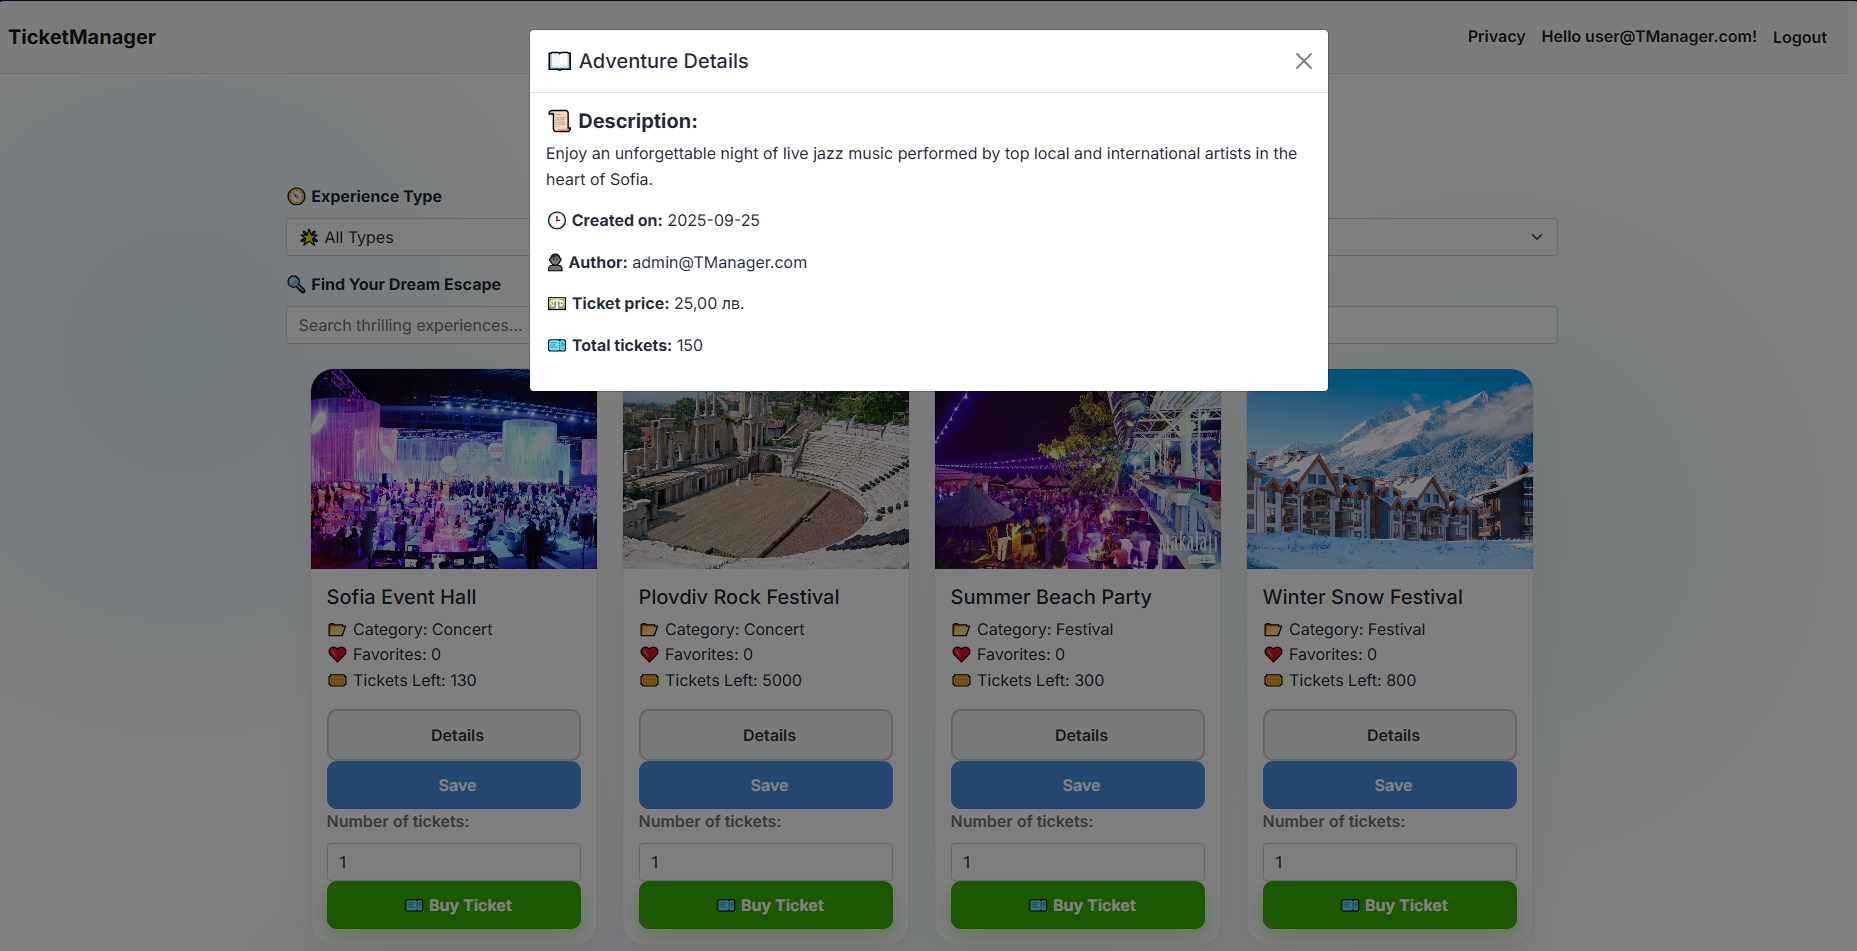 TicketManager
Privacy
Hello user@TManager.com!
Logout
Adventure Details
Description:
Enjoy an unforgettable night of live jazz music performed by top local and international artists in the
heart of Sofia.
Created on: 2025-09-25
Author: admin@TManager.com
Ticket price: 25,00 лв.
Total tickets: 150
Experience Type
All Types
Find Your Dream Escape
Search thrilling experiences...
Makalali
Sofia Event Hall
Category: Concert
Favorites: 0
Tickets Left: 130
Details
Save
Number of tickets:
1
Buy Ticket
Plovdiv Rock Festival
Category: Concert
Favorites: 0
Tickets Left: 5000
Details
Save
Number of tickets:
1
Buy Ticket
Summer Beach Party
Category: Festival
Favorites: 0
Tickets Left: 300
Details
Save
Number of tickets:
1
Buy Ticket
Winter Snow Festival
Category: Festival
Favorites: 0
Tickets Left: 800
Details
Save
Number of tickets:
1
Buy Ticket